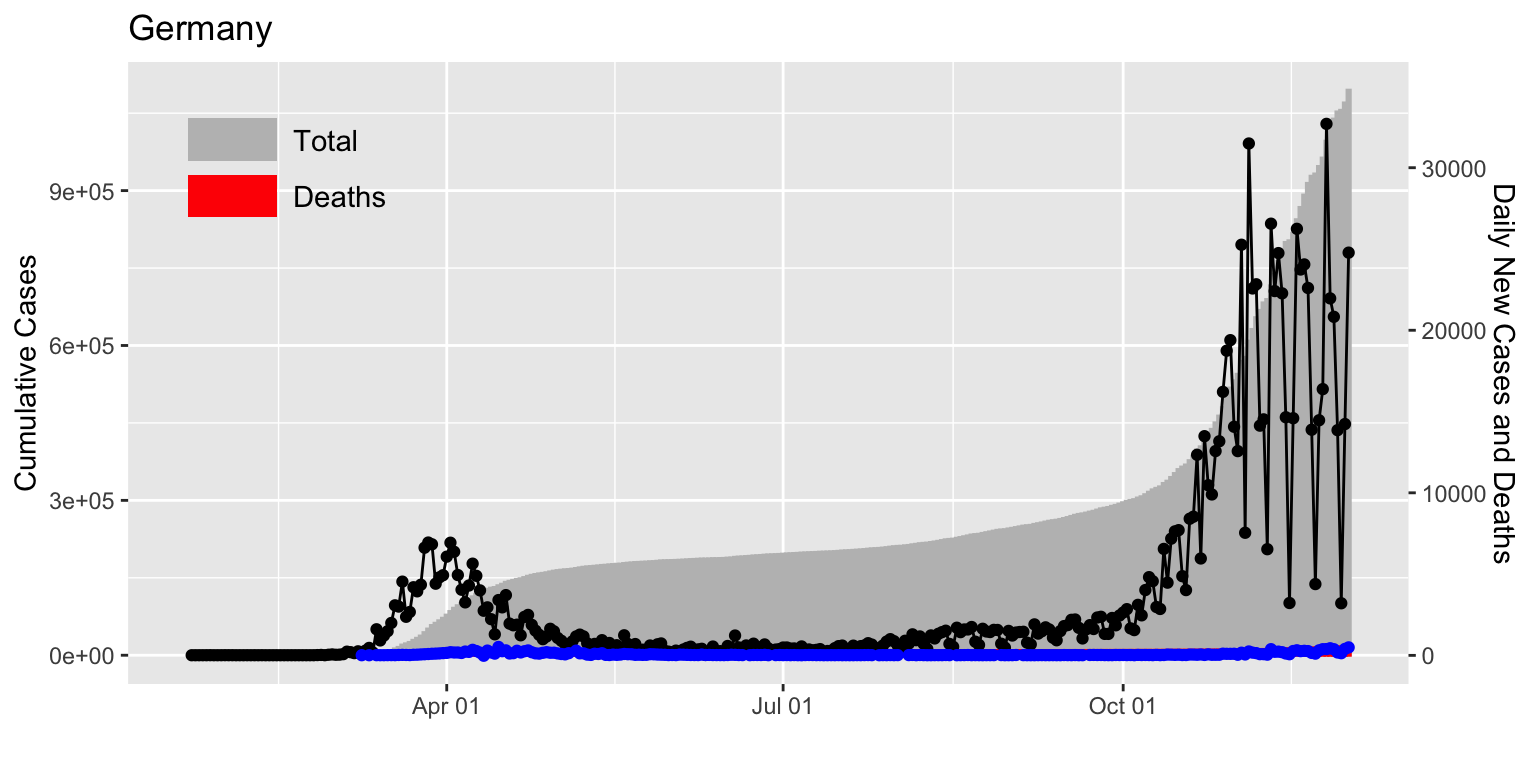 Germany
Total
Deaths
Cumulative Cases
9e+05
6e+05
3e+05
0e+00
30000
20000
10000
0
Daily New Cases and Deaths
Apr 01
Jul 01
Oct 01